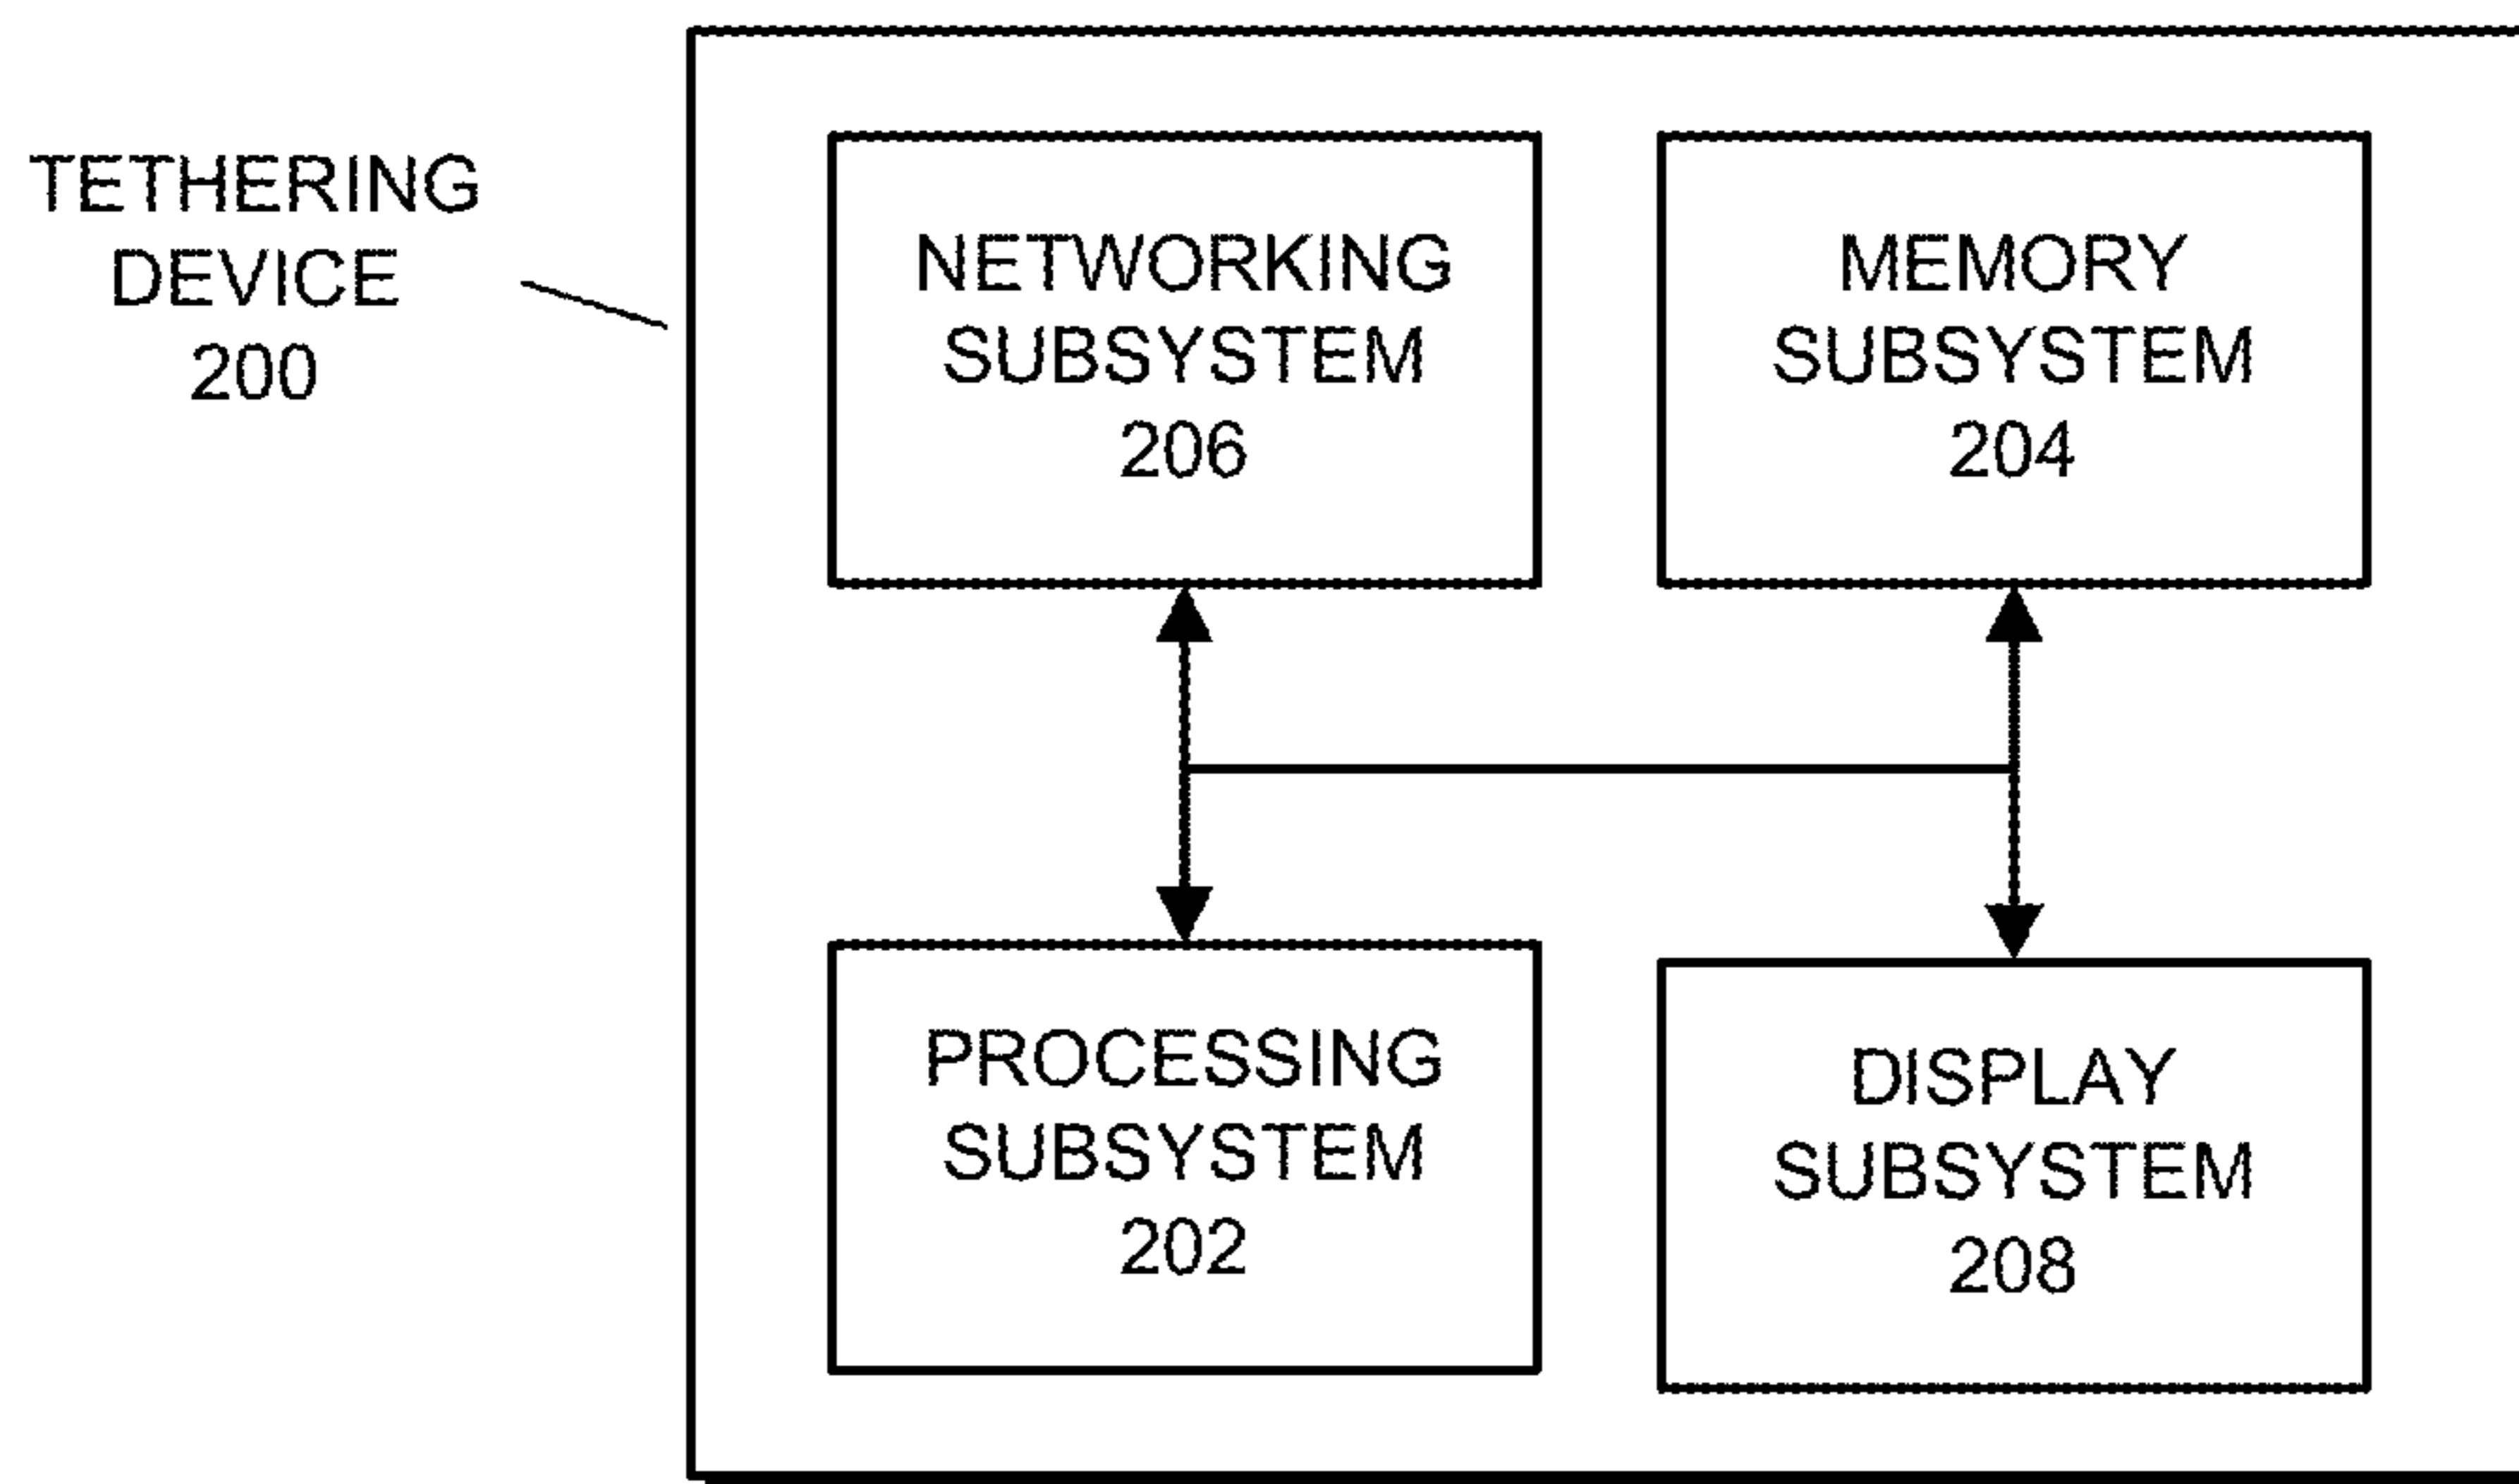 TETHERING
DEVICE
200
NETWORKING
SUBSYSTEM
206
MEMORY
SUBSYSTEM
204
PROCESSING
SUBSYSTEM
202
DISPLAY
SUBSYSTEM
208